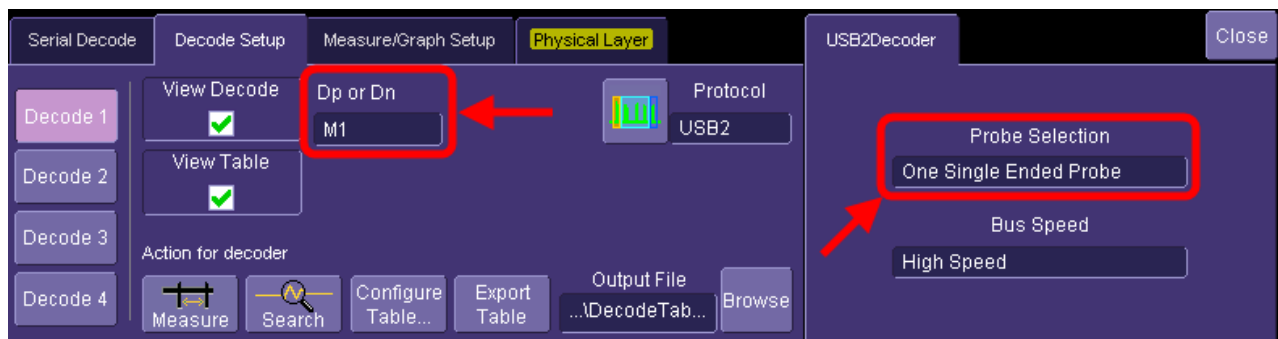 Serial Decode
Decode Setup
Measure/Graph Setup
Physical Layer
USB2Decoder
Close
Decode 1
Decode 2
Decode 3
Decode 4
View Decode
View Table
Dp or Dn
M1
Protocol
USB2
Action for decoder
Measure
Search
Configure
Table...
Export
Table
Output File
...\DecodeTab...
Browse
Probe Selection
One Single Ended Probe
Bus Speed
High Speed